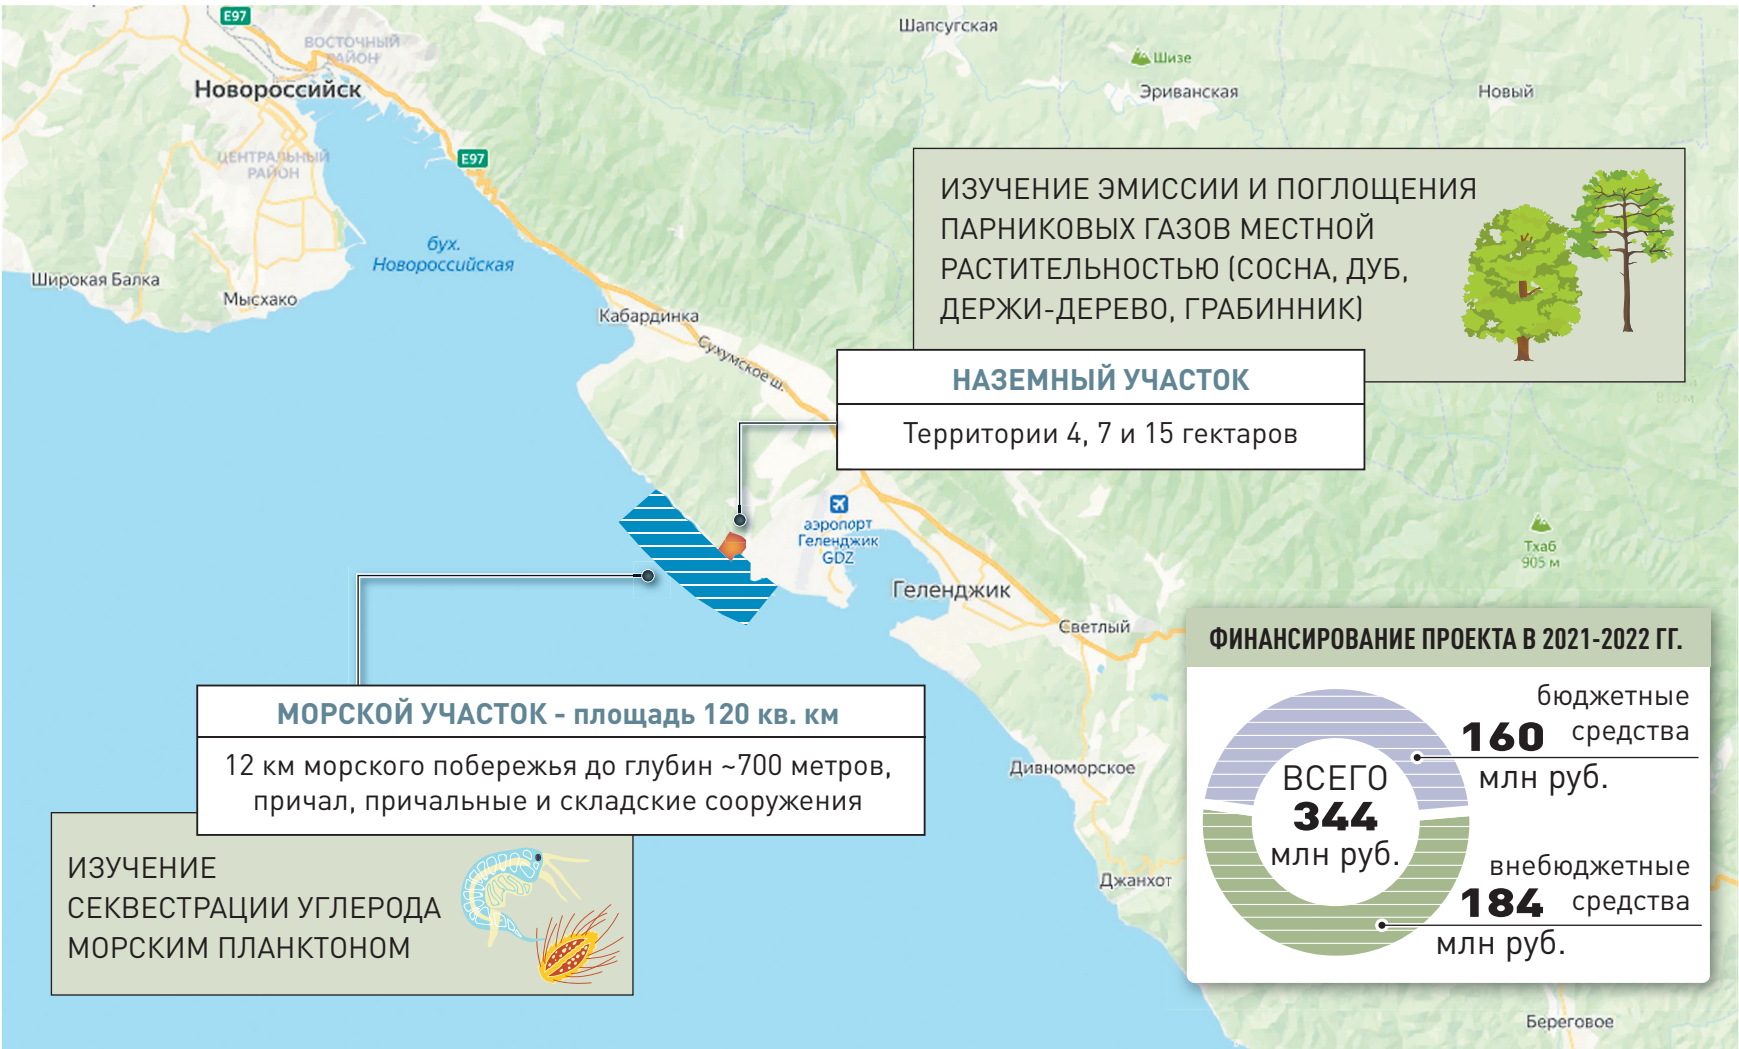 E97
ВОСТОЧНЫЙ
РАЙОН
Новороссийск
ЦЕНТРАЛЬНЫЙ
РАЙОН
E97
бух.
Новороссийская
Широкая Балка
Мысхако
Кабардинка
Сухумское ш.
Шапсугская
Шизе
Эриванская
Новый
ИЗУЧЕНИЕ ЭМИССИИ И ПОГЛОЩЕНИЯ
ПАРНИКОВЫХ ГАЗОВ МЕСТНОЙ
РАСТИТЕЛЬНОСТЬЮ (СОСНА, ДУБ,
ДЕРЖИ-ДЕРЕВО, ГРАБИННИК)
НАЗЕМНЫЙ УЧАСТОК
Территории 4, 7 и 15 гектаров
аэропорт
Геленджик
GDZ
Геленджик
Светлый
Тхаб
905 м
Дивноморское
Джанхот
Береговое
МОРСКОЙ УЧАСТОК - площадь 120 кв. км
12 км морского побережья до глубин ~700 метров,
причал, причальные и складские сооружения
ИЗУЧЕНИЕ
СЕКВЕСТРАЦИИ УГЛЕРОДА
МОРСКИМ ПЛАНКТОНОМ
ФИНАНСИРОВАНИЕ ПРОЕКТА В 2021-2022 ГГ.
ВСЕГО
344
млн руб.
бюджетные
160 средства
млн руб.
внебюджетные
184 средства
млн руб.